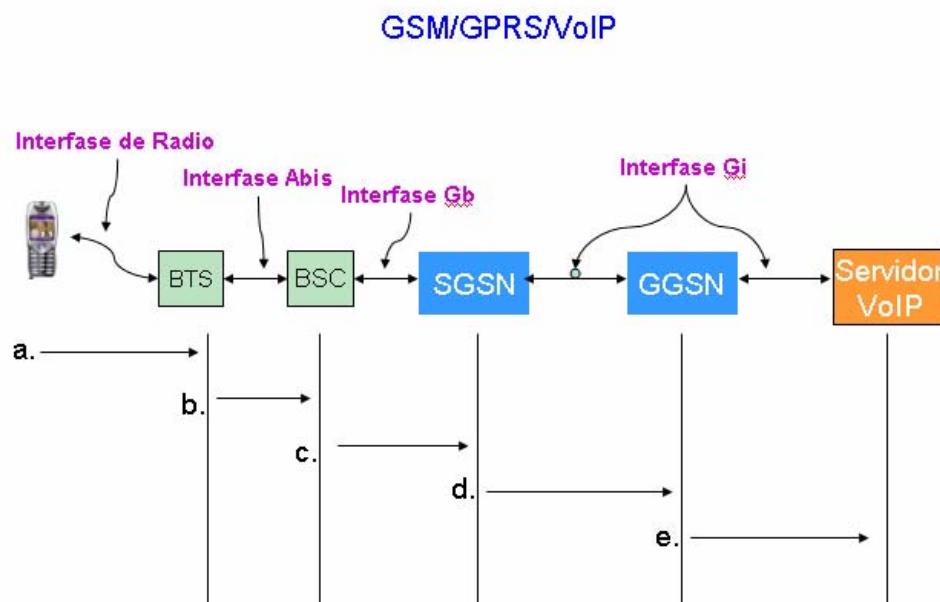 GSM/GPRS/VoIP
Interfase de Radio
Interfase Abis
Interfase Gb
Interfase Gi
BTS
BSC
SGSN
GGSN
Servidor
VoIP
a.
b.
c.
d.
e.